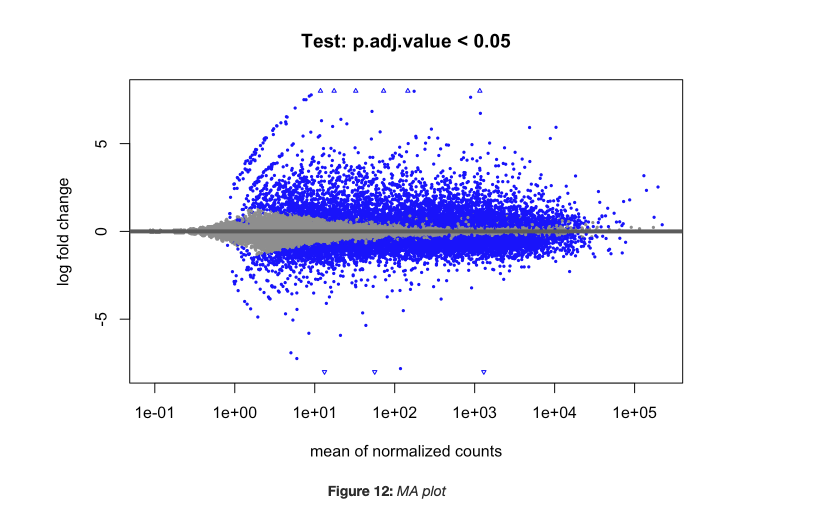 Test: p.adj.value < 0.05
log fold change
5
0
-5
1e-01 1e+00 1e+01 1e+02 1e+03 1e+04 1e+05
mean of normalized counts
Figure 12: MA plot